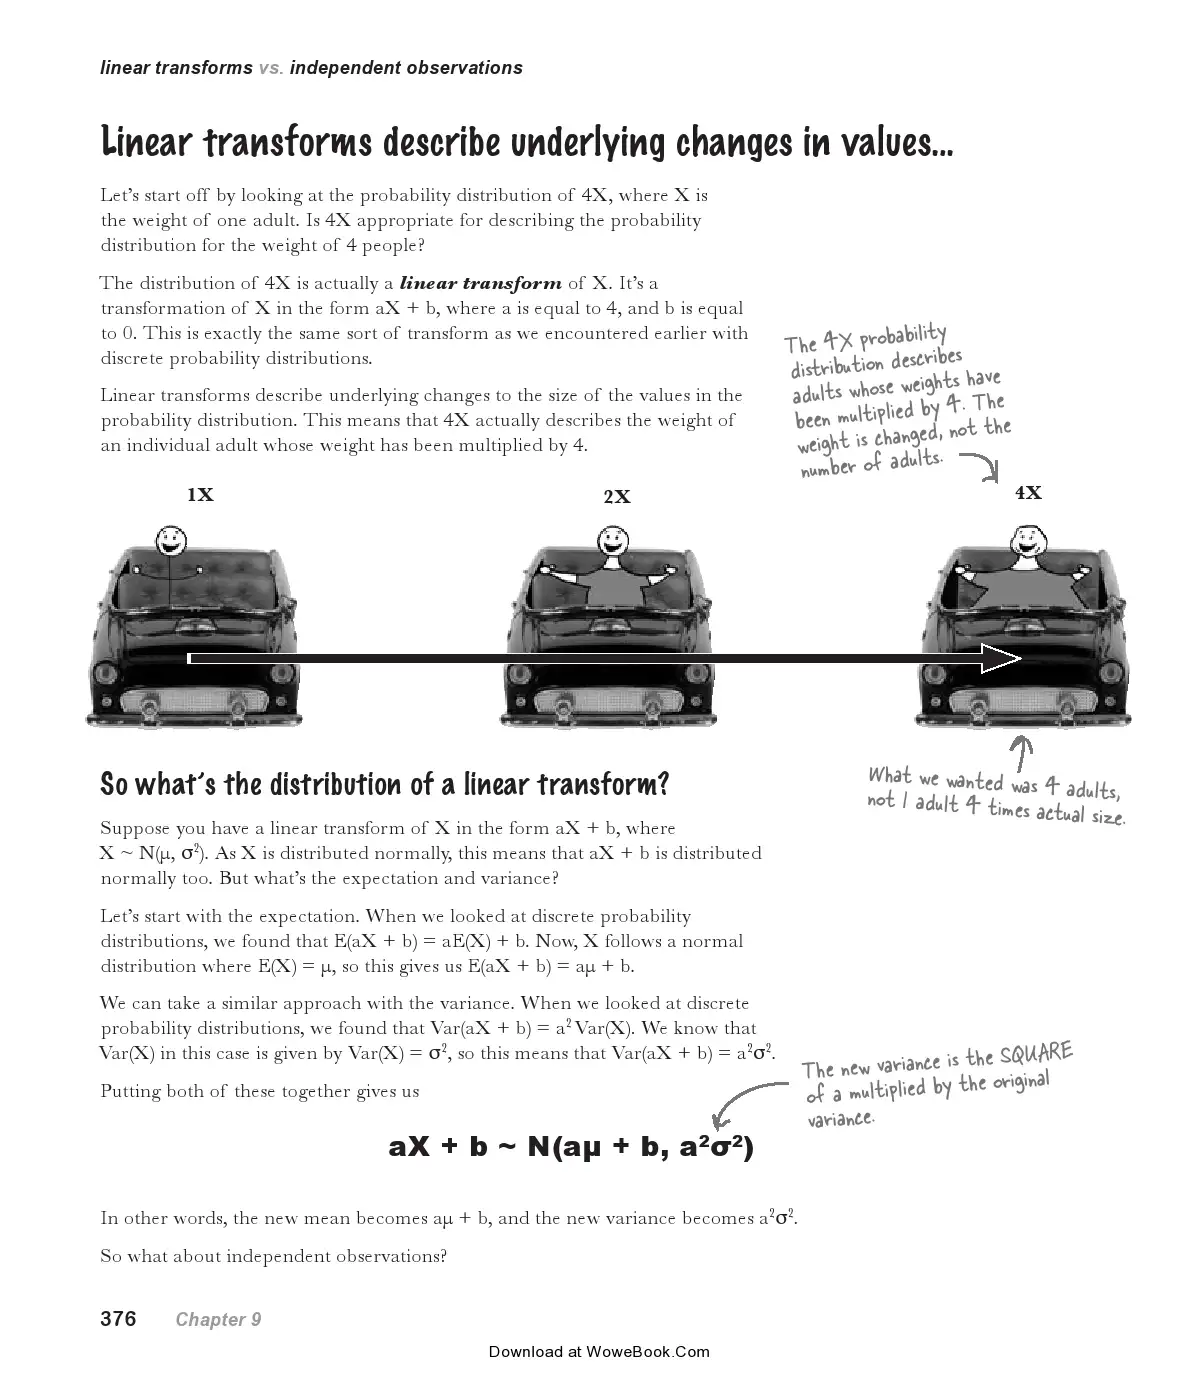 linear transforms vs. independent observations
Linear transforms describe underlying changes in values...
Let's start off by looking at the probability distribution of 4X, where X is
the weight of one adult. Is 4X appropriate for describing the probability
distribution for the weight of 4 people?
The distribution of 4X is actually a linear transform of X. It's a
transformation of X in the form aX + b, where a is equal to 4, and b is equal
to 0. This is exactly the same sort of transform as we encountered earlier with
discrete probability distributions.
Linear transforms describe underlying changes to the size of the values in the
probability distribution. This means that 4X actually describes the weight of
an individual adult whose weight has been multiplied by 4.
The 4X probability
distribution describes
adults whose weights have
been multiplied by 4. The
weight is changed, not the
number of adults.
1X
2X
4X
What we wanted was 4 adults,
not 1 adult 4 times actual size.
So what's the distribution of a linear transform?
Suppose you have a linear transform of X in the form aX + b, where
X ~ N(μ, σ²). As X is distributed normally, this means that aX + b is distributed
normally too. But what's the expectation and variance?
Let's start with the expectation. When we looked at discrete probability
distributions, we found that E(aX + b) = aE(X) + b. Now, X follows a normal
distribution where E(X) = μ, so this gives us E(aX + b) = aμ + b.
We can take a similar approach with the variance. When we looked at discrete
probability distributions, we found that Var(aX + b) = a² Var(X). We know that
Var(X) in this case is given by Var(X) = σ², so this means that Var(aX + b) = a²σ².
Putting both of these together gives us
The new variance is the SQUARE
of a multiplied by the original
variance.
aX + b ~ N(aμ + b, a²σ²)
In other words, the new mean becomes aμ + b, and the new variance becomes a²σ².
So what about independent observations?
376 Chapter 9
Download at WoweBook.Com